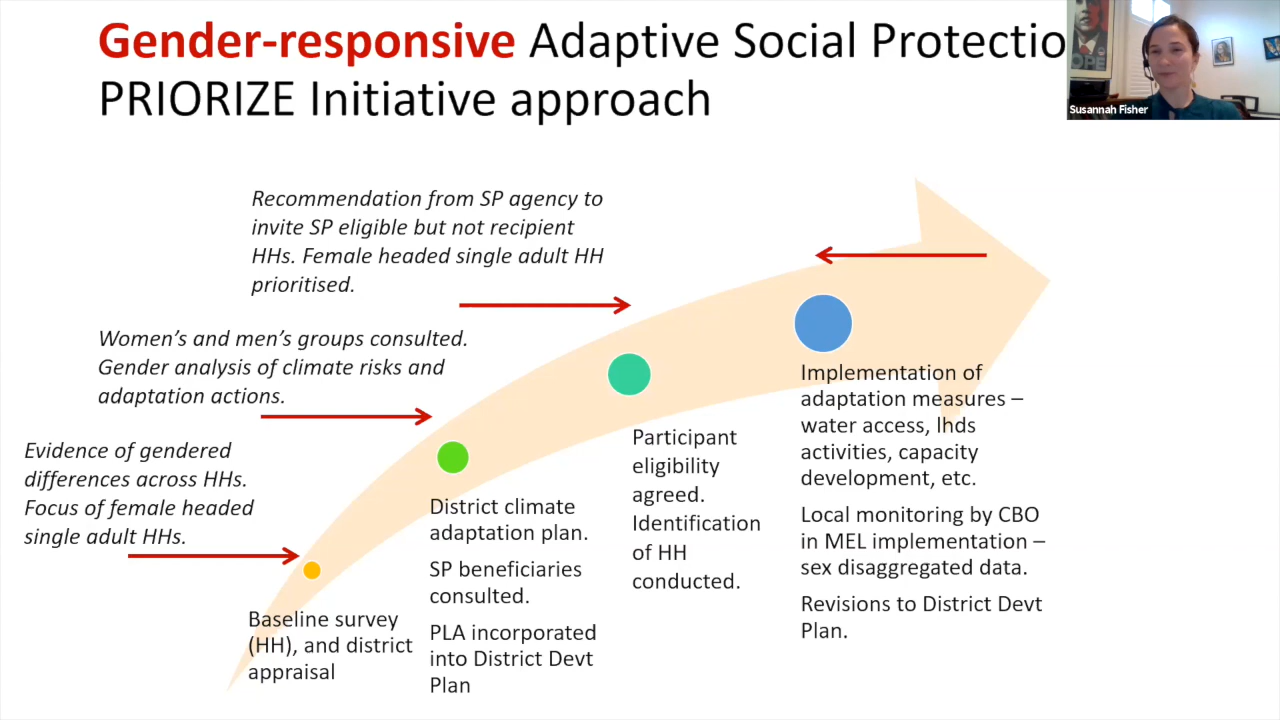 Gender-responsive Adaptive Social Protectio
PRIORIZE Initiative approach
OPE
Susannah Fisher
Recommendation from SP agency to
invite SP eligible but not recipient
HHs. Female headed single adult HH
prioritised.
Women’s and men’s groups consulted.
Gender analysis of climate risks and
adaptation actions.
Evidence of gendered
differences across HHs.
Focus of female headed
single adult HHs.
Baseline survey
(HH), and district
appraisal
District climate
adaptation plan.
SP beneficiaries
consulted.
PLA incorporated
into District Devt
Plan
Participant
eligibility
agreed.
Identification
of HH
conducted.
Implementation of
adaptation measures –
water access, lhds
activities, capacity
development, etc.
Local monitoring by CBO
in MEL implementation –
sex disaggregated data.
Revisions to District Devt
Plan.